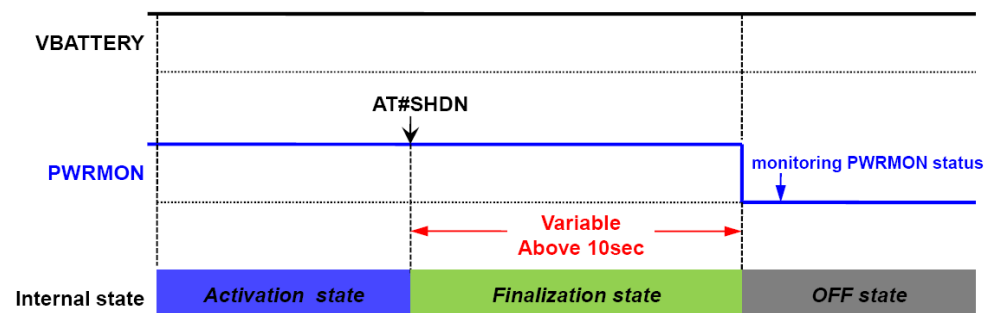 VBATTERY
AT#SHDN
PWRMON
monitoring PWRMON status
Variable
Above 10sec
Internal state
Activation state
Finalization state
OFF state